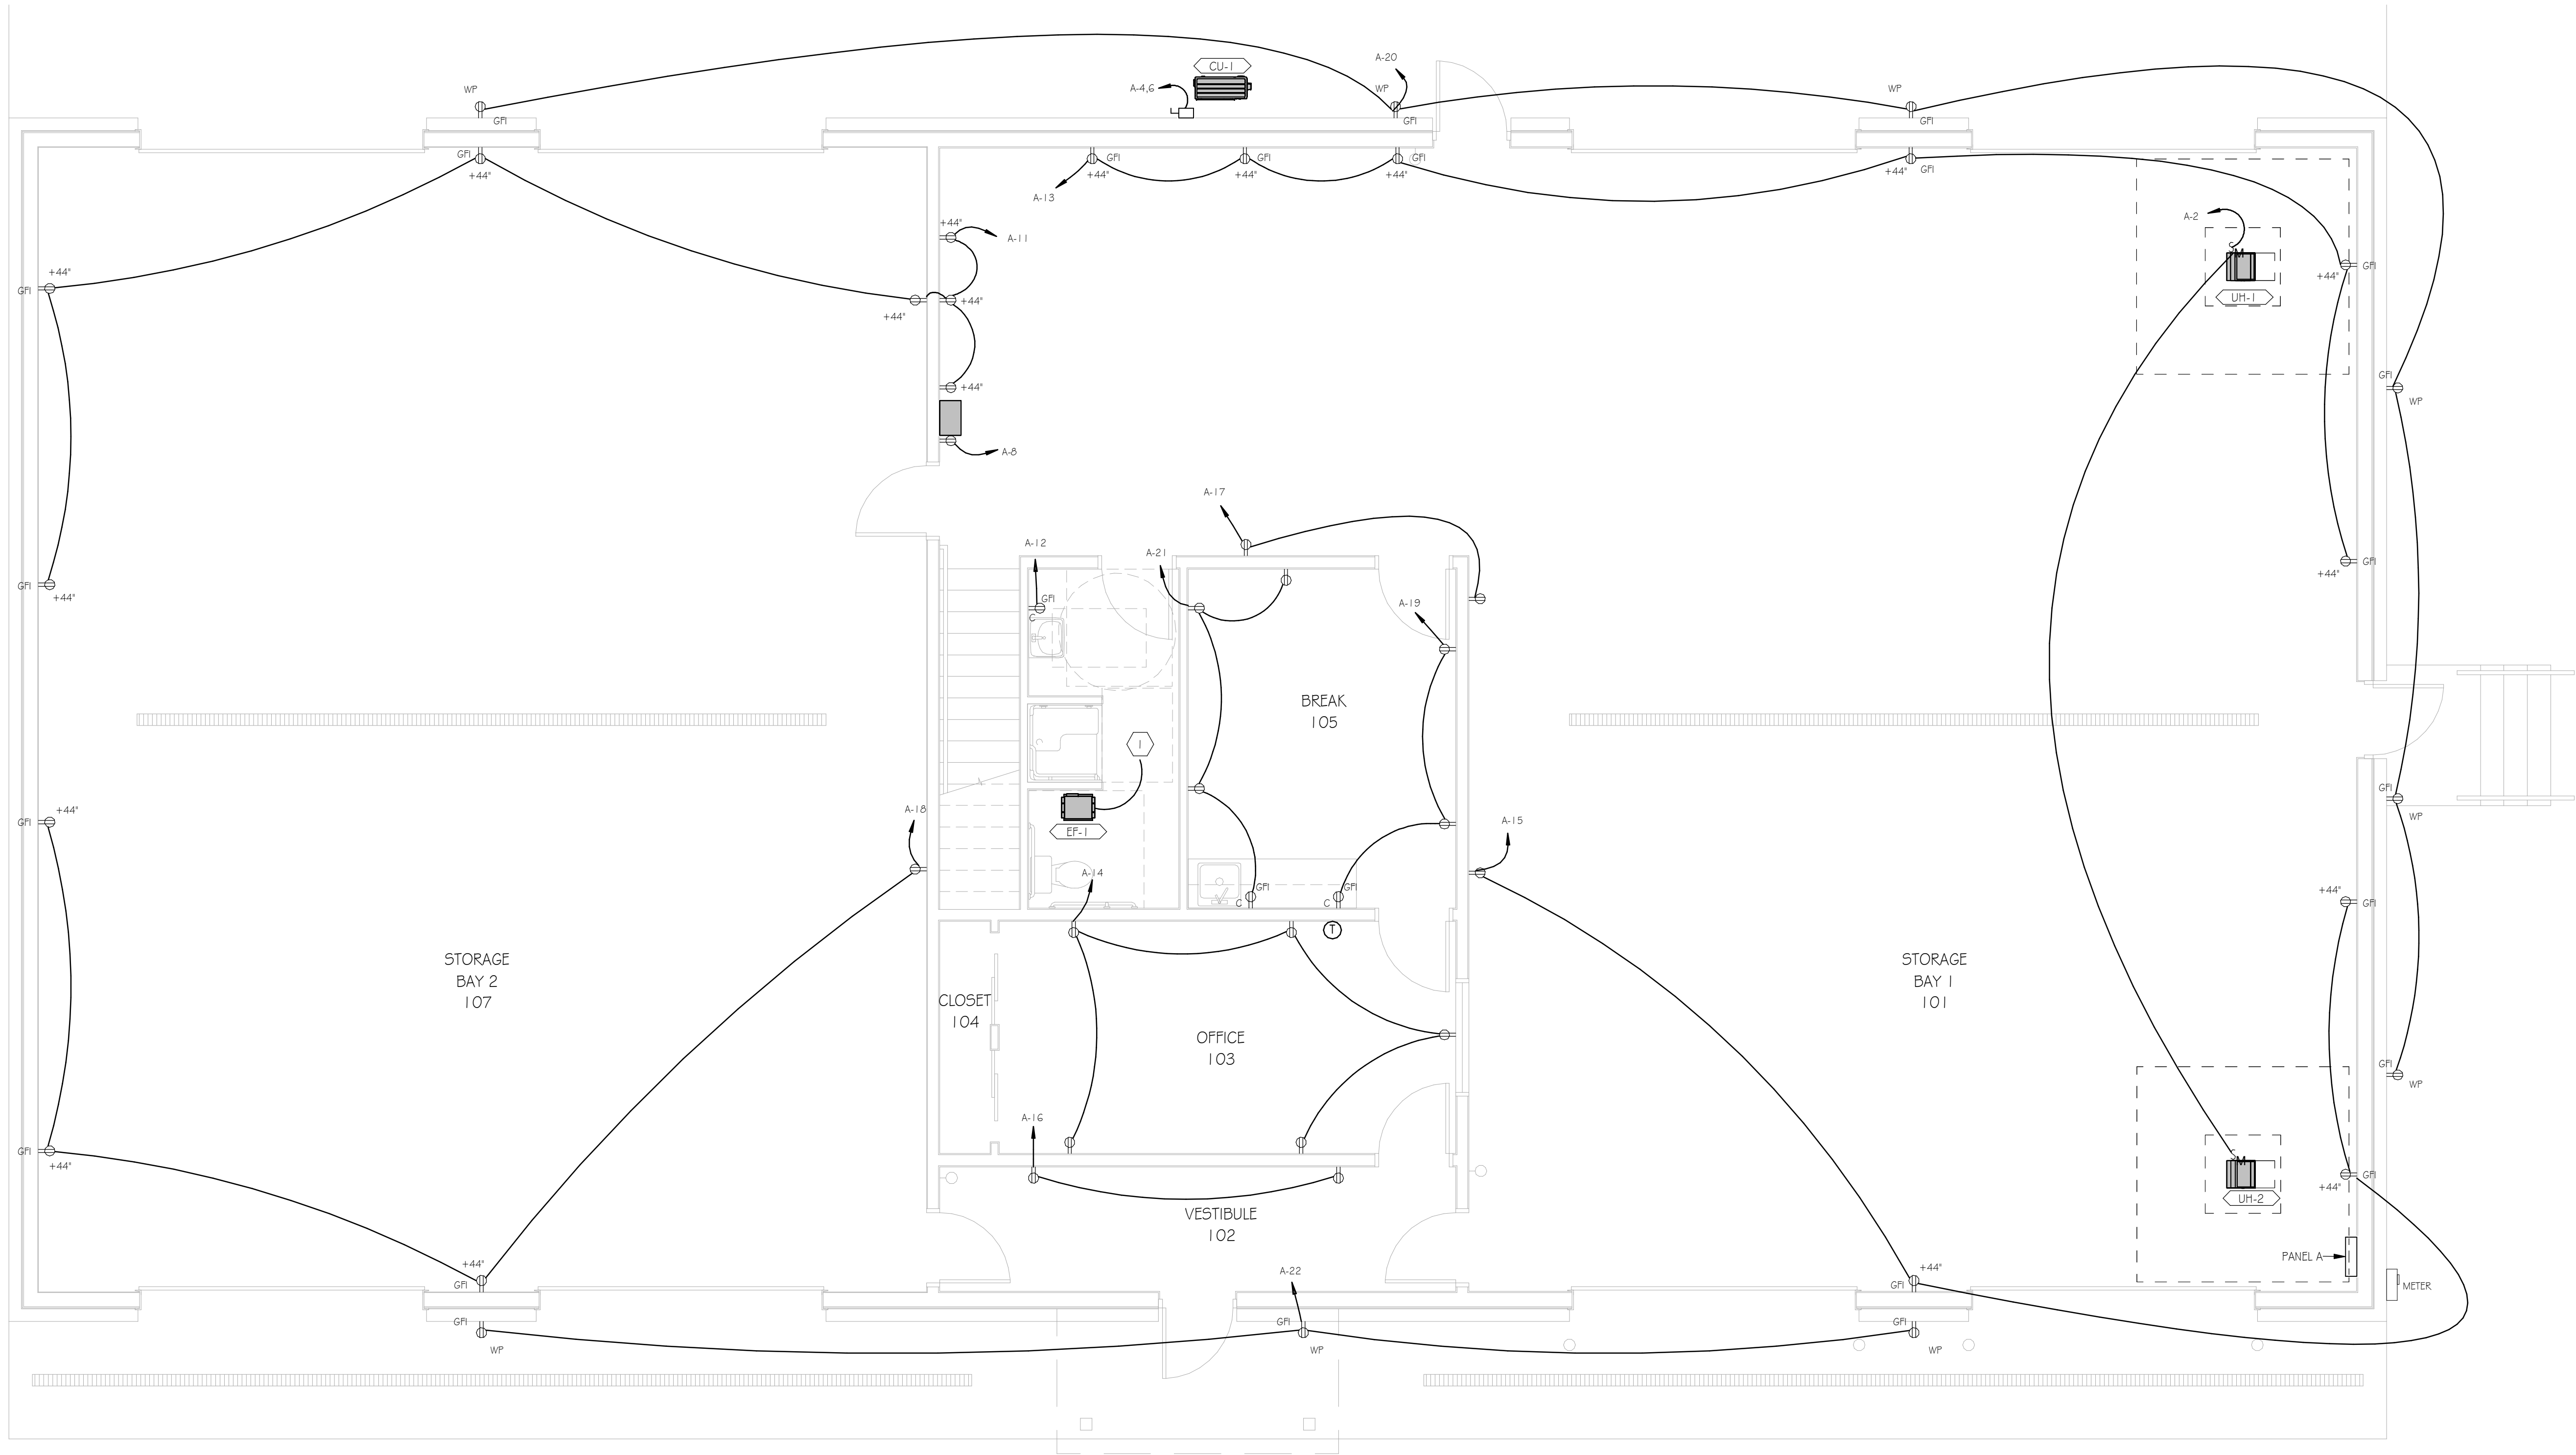 A-20
CU-1
A-4,6
WP
WP
WP
GFI
GFI
GFI
GFI
GFI
GFI
GFI
+44"
+44"
+44"
+44"
+44"
GFI
A-13
A-2
+44"
A-11
GFI
+44"
+44"
GFI
UH-1
+44"
+44"
GFI
+44"
WP
A-8
A-17
A-12
A-21
GFI
+44"
GFI
+44"
GFI
C
A-19
BREAK
105
1
+44"
GFI
A-18
EF-1
A-15
GFI
WP
A-14
GFI
GFI
C
C
+44"
GFI
T
STORAGE
BAY 2
107
STORAGE
BAY 1
101
CLOSET
104
OFFICE
103
GFI
WP
A-16
GFI
+44"
GFI
+44"
UH-2
VESTIBULE
102
PANEL A
+44"
GFI
A-22
+44"
GFI
METER
GFI
GFI
GFI
WP
WP
WP